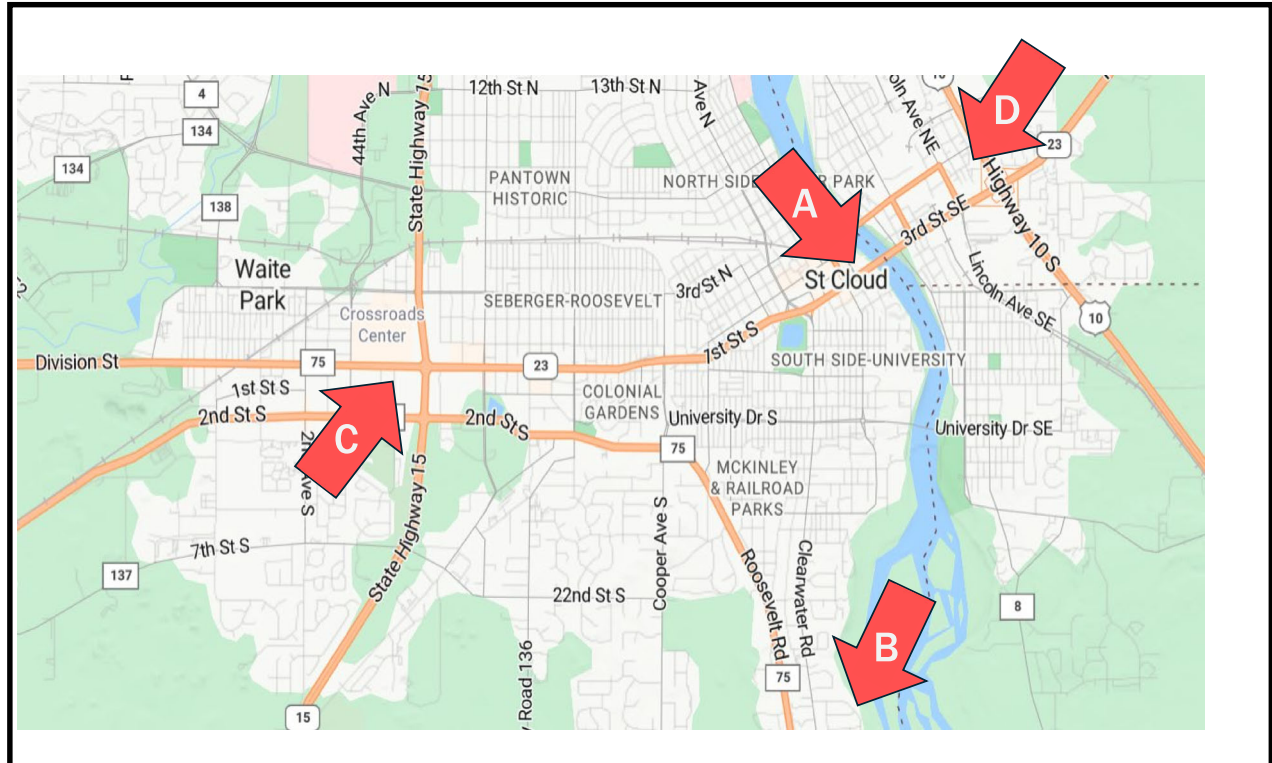 12th St N
13th St N
4
134
134
44th Ave N
State Highway 15
Ave N
oln Ave NE
D
23
138
PANTOWN
HISTORIC
NORTH SIDE
R PARK
A
3rd St SE
Highway 10 S
Waite
Park
SEBERGER-ROOSEVELT
3rd St N
St Cloud
Lincoln Ave SE
10
Crossroads
Center
Division St
75
23
1st St S
SOUTH SIDE-UNIVERSITY
1st St S
2nd St S
2nd St S
COLONIAL
GARDENS
University Dr S
University Dr SE
C
75
Ave S
MCKINLEY
& RAILROAD
PARKS
State Highway 15
Cooper Ave S
7th St S
137
22nd St S
Roosevelt Rd
Clearwater Rd
8
B
75
Road 136
15